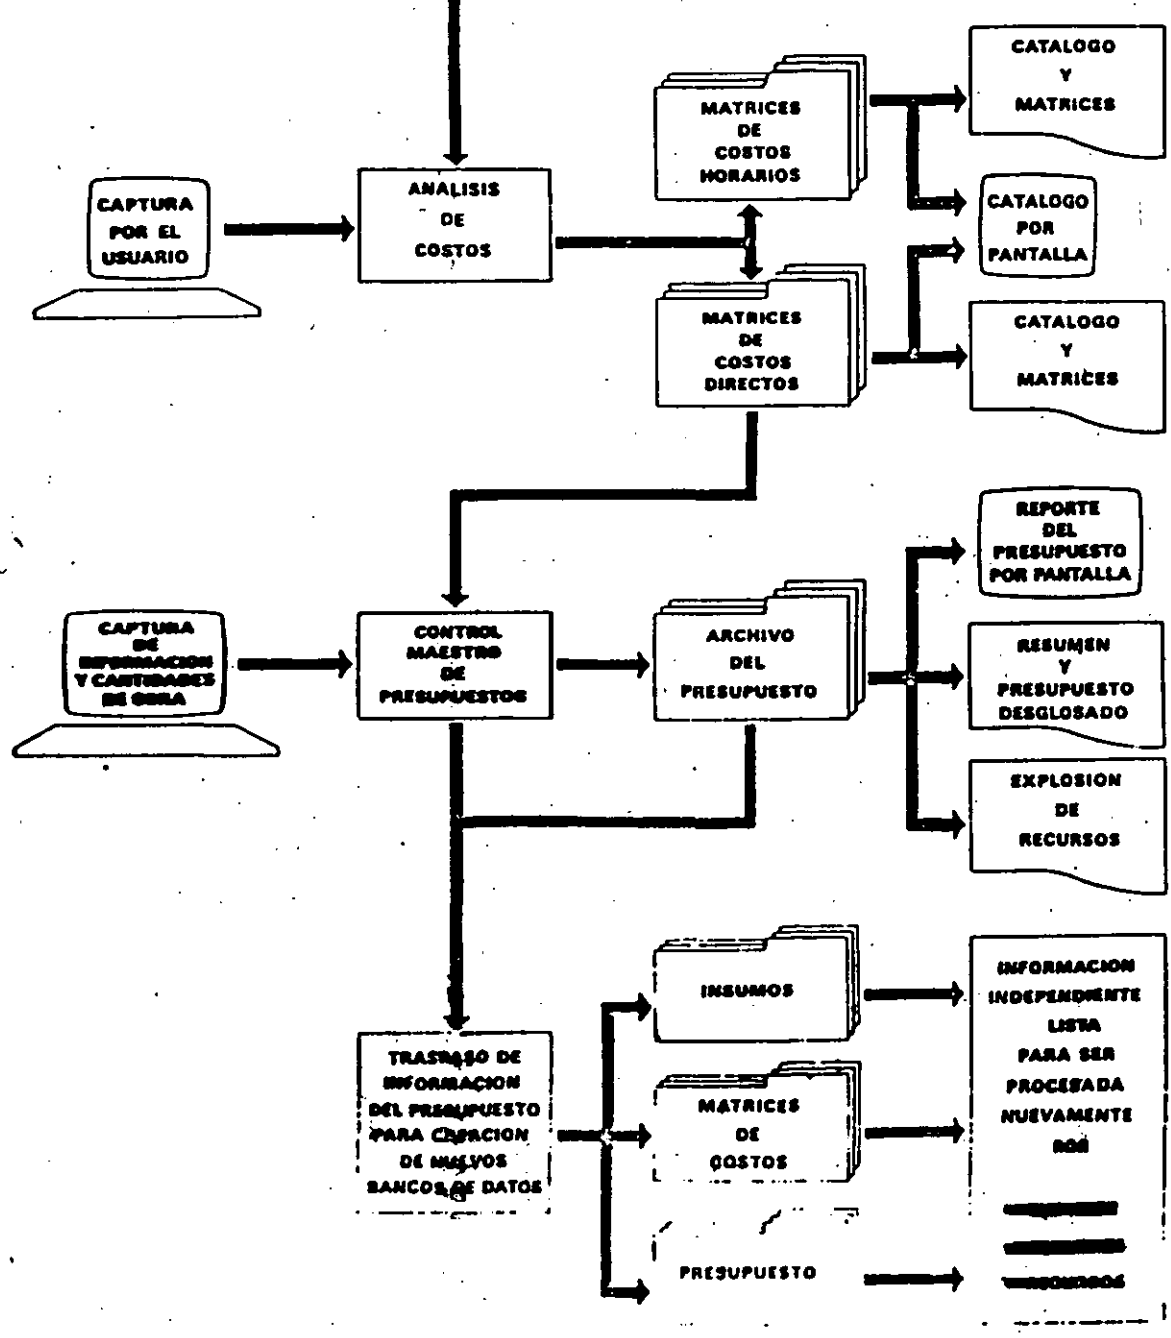 CATALOGO
Y
MATRICES
MATRICES
DE
COSTOS
HORARIOS
CAPTURA
POR EL
USUARIO
ANALISIS
DE
COSTOS
CATALOGO
POR
PANTALLA
MATRICES
DE
COSTOS
DIRECTOS
CATALOGO
Y
MATRICES
REPORTE
DEL
PRESUPUESTO
POR PANTALLA
CAPTURA
DE
INFORMACION
Y CANTIDADES
DE OBRA
CONTROL
MAESTRO
DE
PRESUPUESTOS
ARCHIVO
DEL
PRESUPUESTO
RESUMEN
Y
PRESUPUESTO
DESGLOSADO
EXPLOSION
DE
RECURSOS
TRASPASO DE
INFORMACION
DEL PRESUPUESTO
PARA CREACION
DE NUEVOS
BANCOS DE DATOS
INSUMOS
MATRICES
DE
COSTOS
PRESUPUESTO
INFORMACION
INDEPENDIENTE
LISTA
PARA SER
PROCESADA
NUEVAMENTE
POR